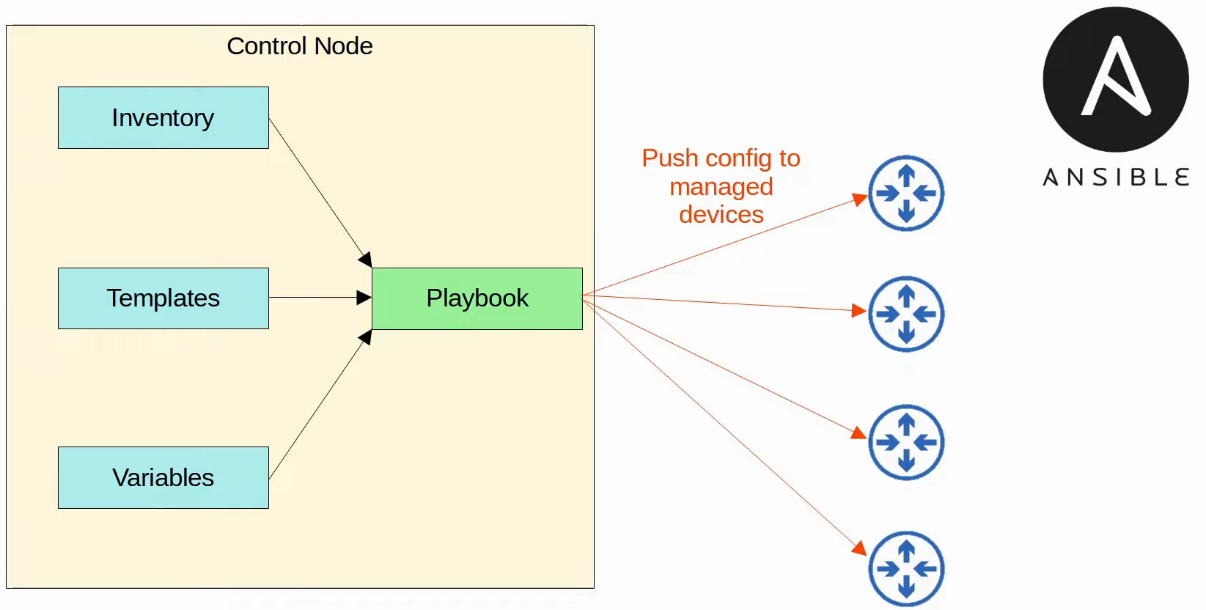 Control Node
Inventory
Templates
Variables
Playbook
Push config to
managed
devices
ANSIBLE